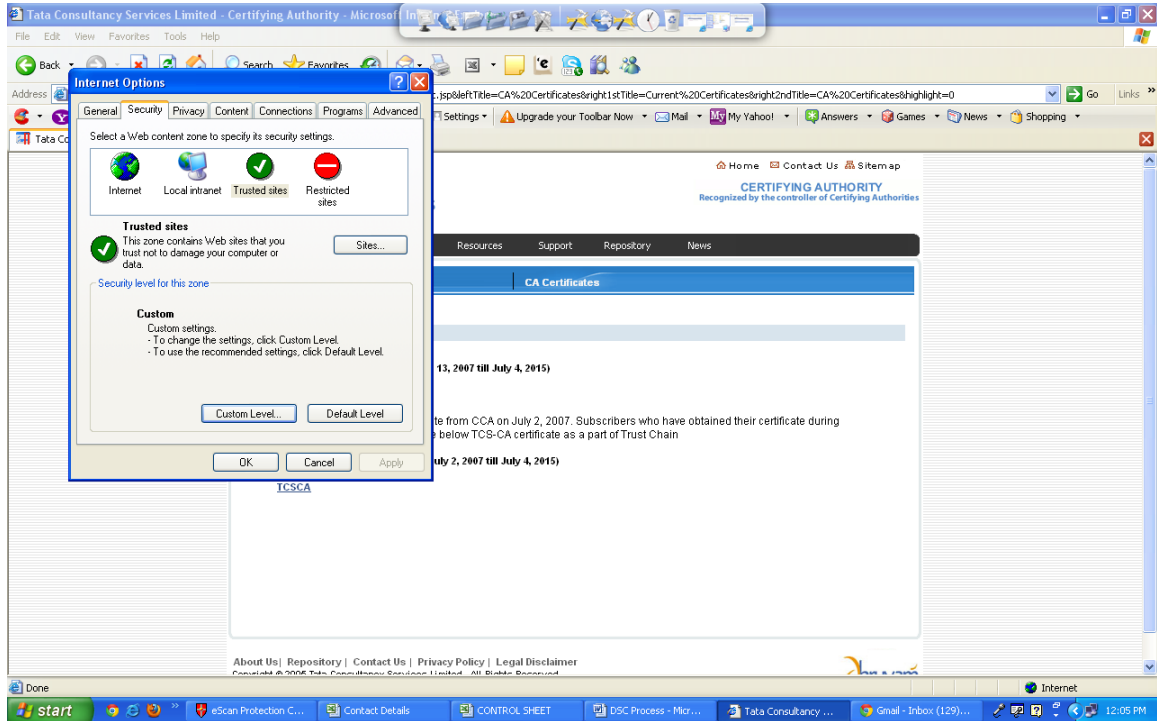 Tata Consultancy Services Limited - Certifying Authority - Microsoft In
File Edit View Favorites Tools Help
Back Search Favorites
Address .jsp&leftTitle=CA%20Certificates&right1stTitle=Current%20Certificates&right2ndTitle=CA%20Certificates&highlight=0 Go Links »
Settings Upgrade your Toolbar Now Mail My Yahoo! Answers Games News Shopping
Tata Co
Internet Options
General Security Privacy Content Connections Programs Advanced
Select a Web content zone to specify its security settings.
Internet Local intranet Trusted sites Restricted sites
Trusted sites
This zone contains Web sites that you
trust not to damage your computer or
data.
Sites...
Security level for this zone
Custom
Custom settings.
- To change the settings, click Custom Level.
- To use the recommended settings, click Default Level.
Custom Level... Default Level
OK Cancel Apply
Home Contact Us Sitemap
CERTIFYING AUTHORITY
Recognized by the controller of Certifying Authorities
Resources Support Repository News
CA Certificates
13, 2007 till July 4, 2015)
te from CCA on July 2, 2007. Subscribers who have obtained their certificate during
below TCS-CA certificate as a part of Trust Chain
uly 2, 2007 till July 4, 2015)
TCSCA
About Us| Repository | Contact Us | Privacy Policy | Legal Disclaimer
Copyright @ 2005 Tata Consultancy Services Limited. All Rights Reserved
Done Internet
start » eScan Protection C... Contact Details CONTROL SHEET DSC Process - Micr... Tata Consultancy ... Gmail - Inbox (129)... 12:05 PM